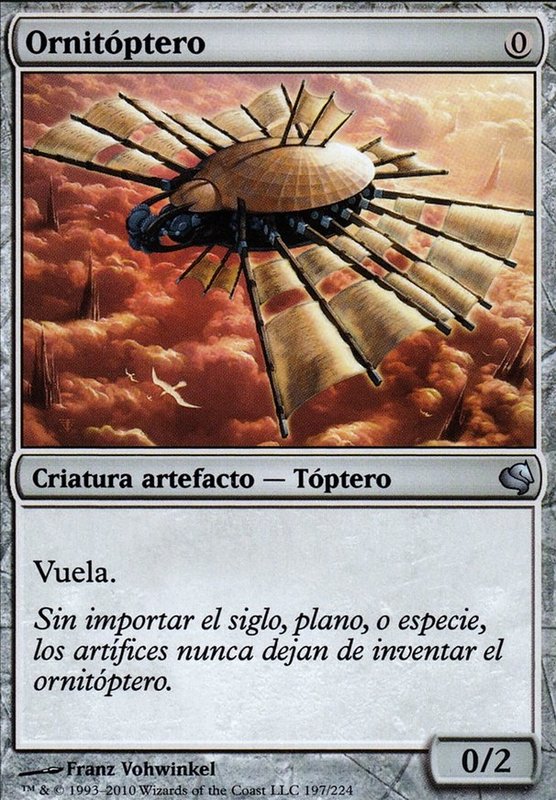 Ornitóptero 0
Criatura artefacto — Tóptero
Vuela.
Sin importar el siglo, plano, o especie,
los artífices nunca dejan de inventar el
ornitóptero.
0/2
Franz Vohwinkel
™ & © 1993–2010 Wizards of the Coast LLC 197/224